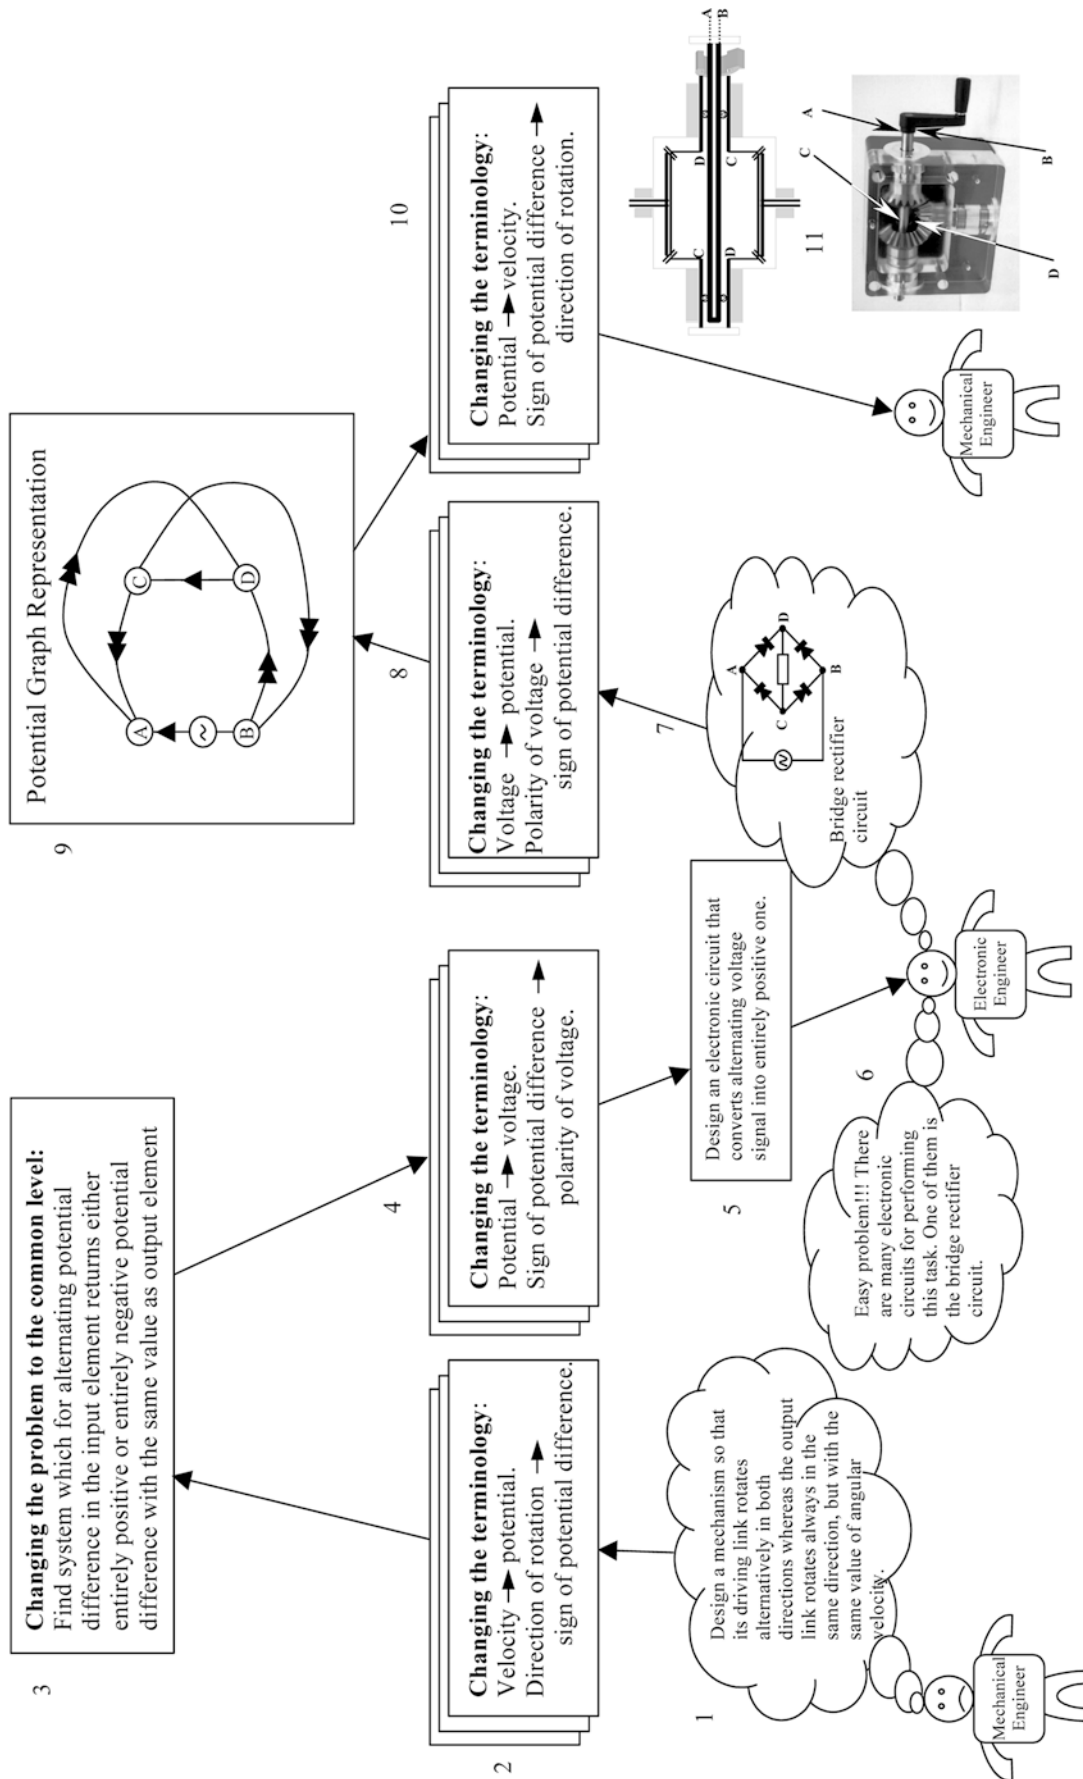 1
Design a mechanism so that
its driving link rotates
alternatively in both
directions whereas the output
link rotates always in the
same direction, but with the
same value of angular
velocity.
Mechanical
Engineer
2
Changing the terminology:
Velocity → potential.
Direction of rotation →
sign of potential difference.
3
Changing the problem to the common level:
Find system which for alternating potential
difference in the input element returns either
entirely positive or entirely negative potential
difference with the same value as output element
4
Changing the terminology:
Potential → voltage.
Sign of potential difference →
polarity of voltage.
5
Design an electronic circuit that
converts alternating voltage
signal into entirely positive one.
6
Easy problem!!! There
are many electronic
circuits for performing
this task. One of them is
the bridge rectifier
circuit.
Electronic
Engineer
7
A
C
D
B
Bridge rectifier
circuit
8
Changing the terminology:
Voltage → potential.
Polarity of voltage →
sign of potential difference.
9
Potential Graph Representation
A
C
B
D
10
Changing the terminology:
Potential → velocity.
Sign of potential difference →
direction of rotation.
11
C
D
A
D
C
B
C
A
D
B
Mechanical
Engineer